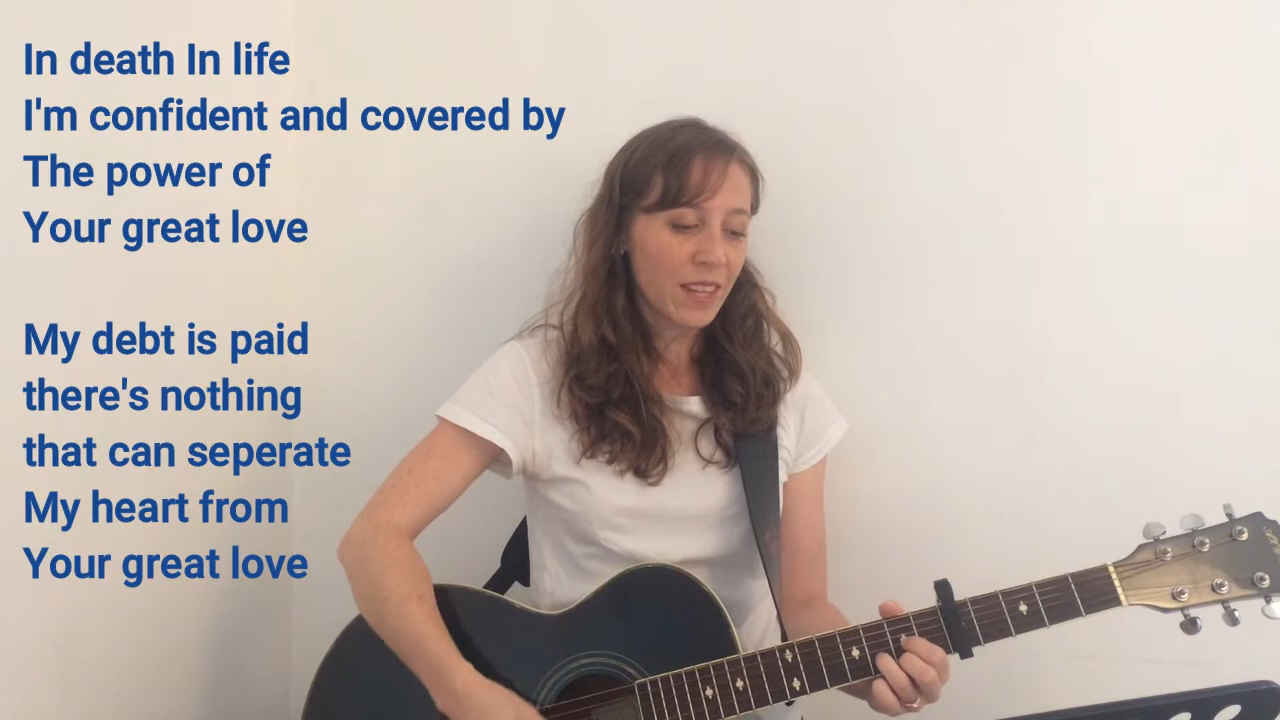 In death In life
I'm confident and covered by
The power of
Your great love
My debt is paid
there's nothing
that can seperate
My heart from
Your great love